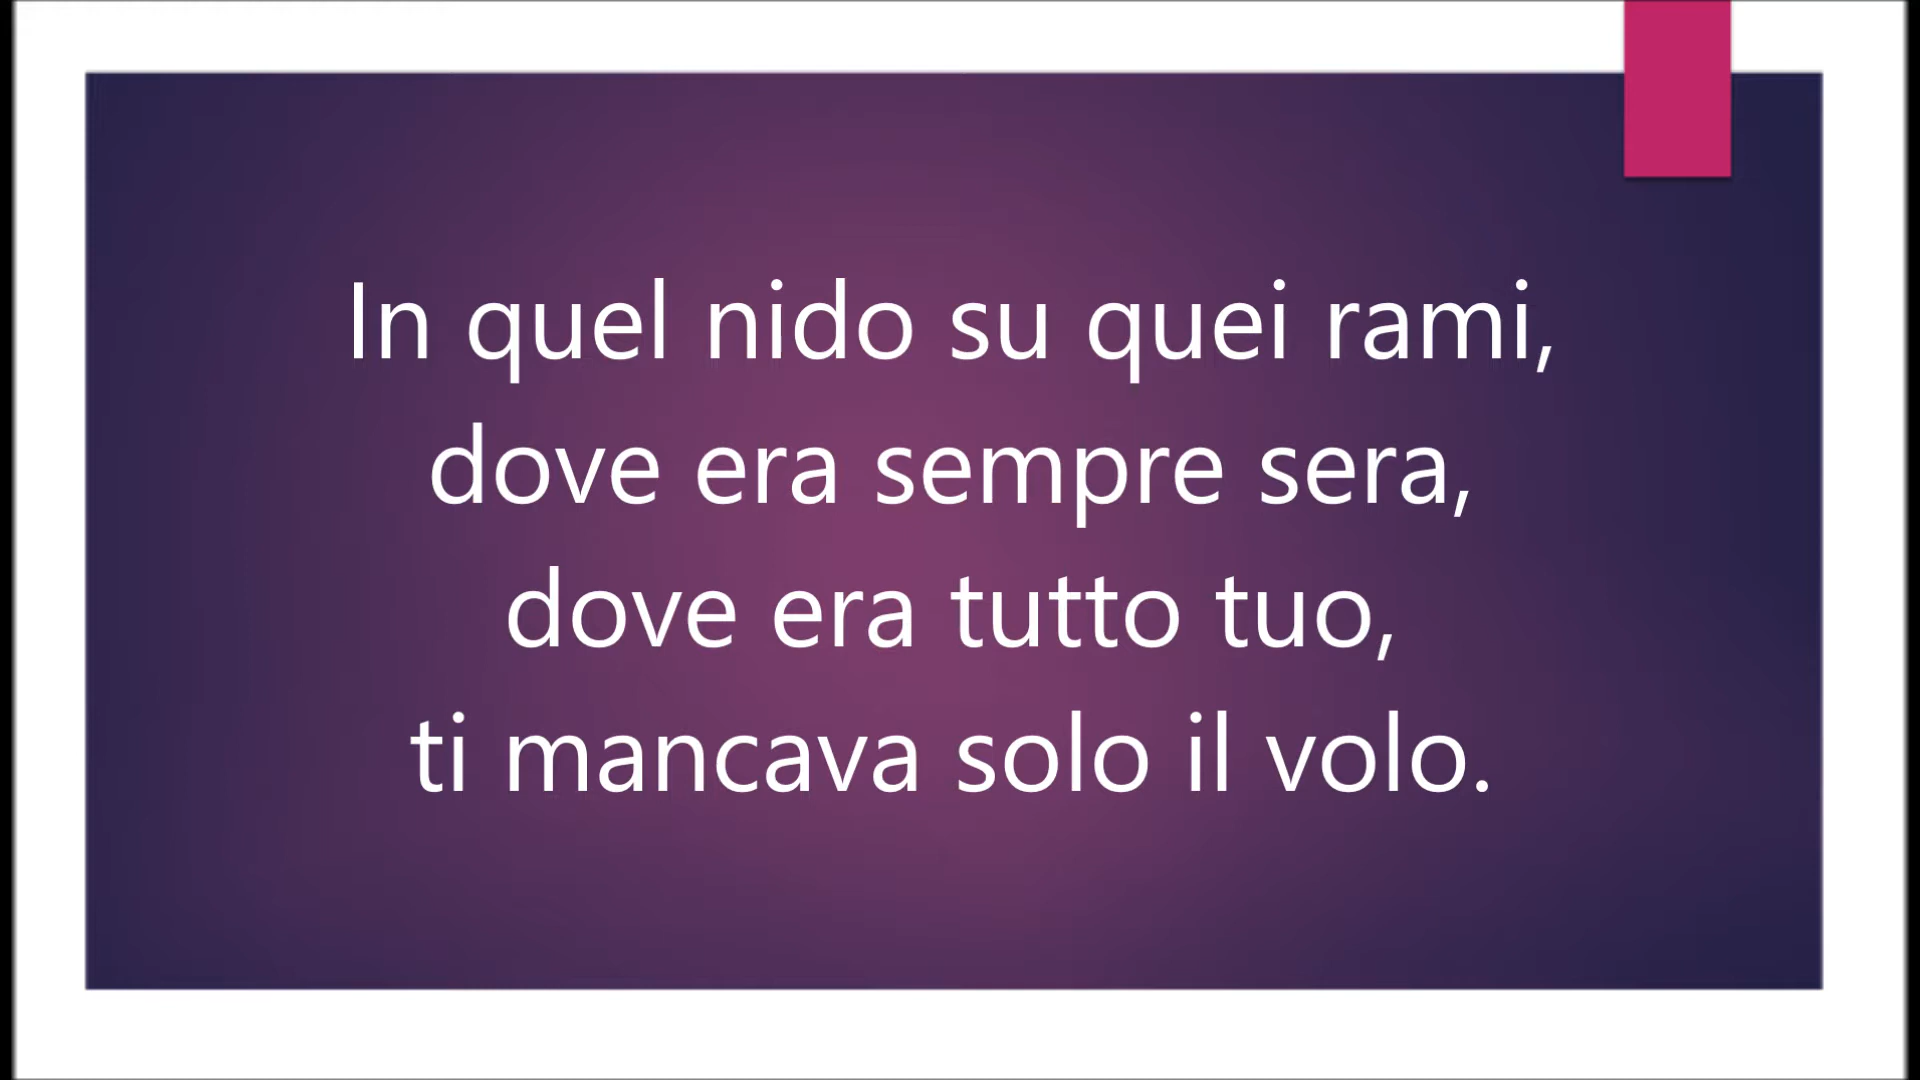 In quel nido su quei rami,
dove era sempre sera,
dove era tutto tuo,
ti mancava solo il volo.